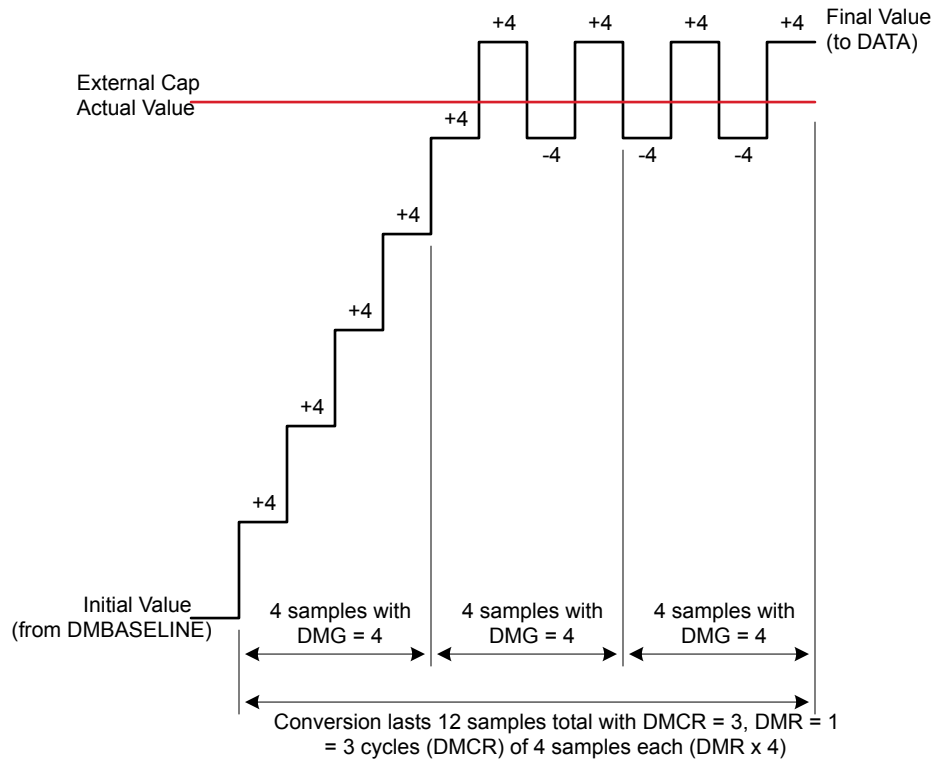 +4
+4
+4
+4
Final Value
(to DATA)
External Cap
Actual Value
+4
-4
-4
-4
+4
+4
+4
+4
Initial Value
(from DMBASELINE)
4 samples with
DMG = 4
4 samples with
DMG = 4
4 samples with
DMG = 4
Conversion lasts 12 samples total with DMCR = 3, DMR = 1
= 3 cycles (DMCR) of 4 samples each (DMR x 4)